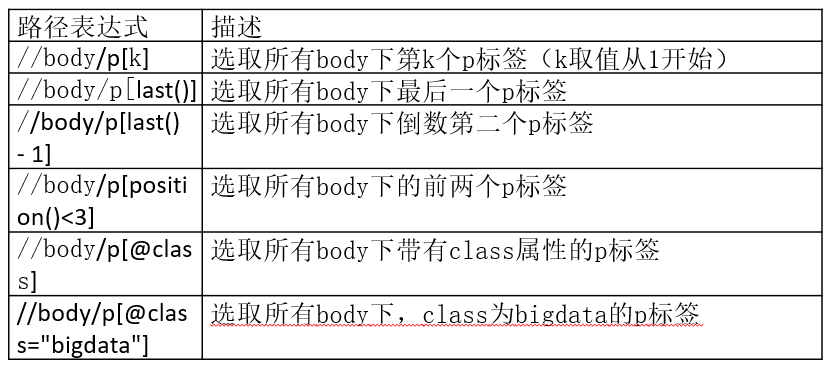 路径表达式
描述
//body/p[k]
选取所有body下第k个p标签（k取值从1开始）
//body/p[last()]
选取所有body下最后一个p标签
//body/p[last()
- 1]
选取所有body下倒数第二个p标签
//body/p[positi
on()<3]
选取所有body下的前两个p标签
//body/p[@clas
s]
选取所有body下带有class属性的p标签
//body/p[@clas
s="bigdata"]
选取所有body下，class为bigdata的p标签